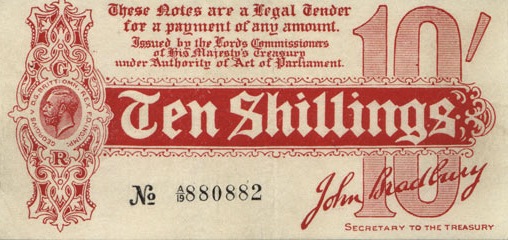 These Notes are a Legal Tender
for a payment of any amount.
Issued by the Lords Commissioners
of His Majesty's Treasury
under Authority of Act of Parliament.
10/
G
R
Ten Shillings
№ A/19 880882
John Bradbury
SECRETARY TO THE TREASURY